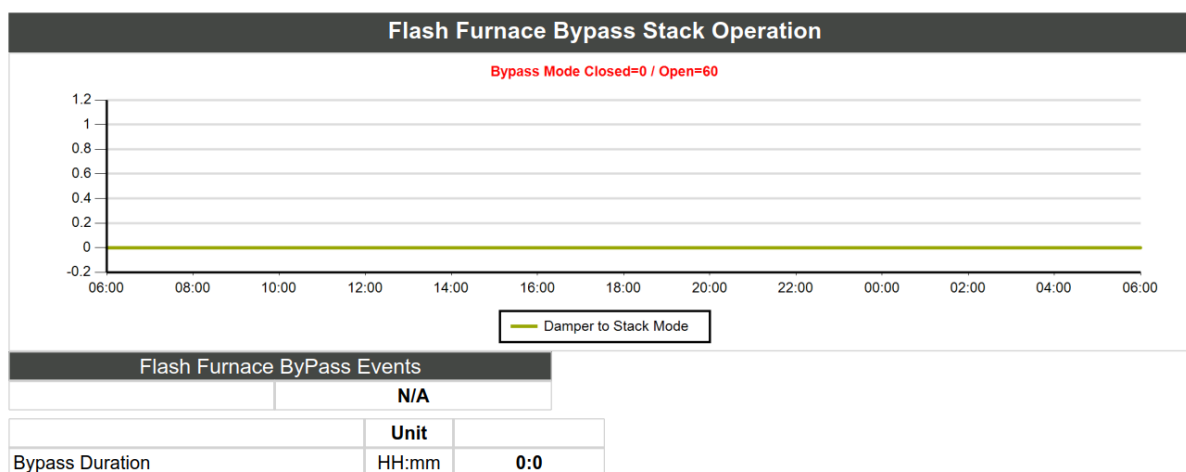 Flash Furnace Bypass Stack Operation
Bypass Mode Closed=0 / Open=60
1.2
1
0.8
0.6
0.4
0.2
0
-0.2
06:00 08:00 10:00 12:00 14:00 16:00 18:00 20:00 22:00 00:00 02:00 04:00 06:00
Damper to Stack Mode
Flash Furnace ByPass Events
N/A
Unit
Bypass Duration HH:mm 0:0